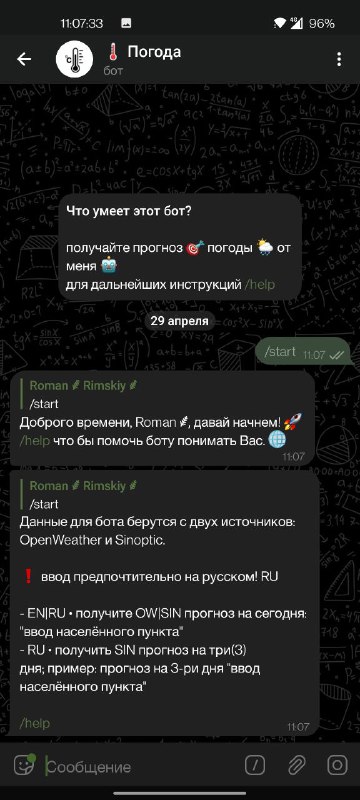 11:07:33
4G
96%
Погода
бот
Что умеет этот бот?
получайте прогноз 🎯 погоды 🌦 от
меня 🤖
для дальнейших инструкций /help
29 апреля
/start 11:07
Roman Rimskiy
/start
Доброго времени, Roman, давай начнем! 🚀
/help что бы помочь боту понимать Вас. 🌐
11:07
Roman Rimskiy
/start
Данные для бота берутся с двух источников:
OpenWeather и Sinoptic.
❗ ввод предпочтительно на русском! RU
- EN|RU • получите OW|SIN прогноз на сегодня:
"ввод населённого пункта"
- RU • получить SIN прогноз на три(3)
дня; пример: прогноз на 3-ри дня "ввод
населённого пункта"
/help
11:07
Сообщение